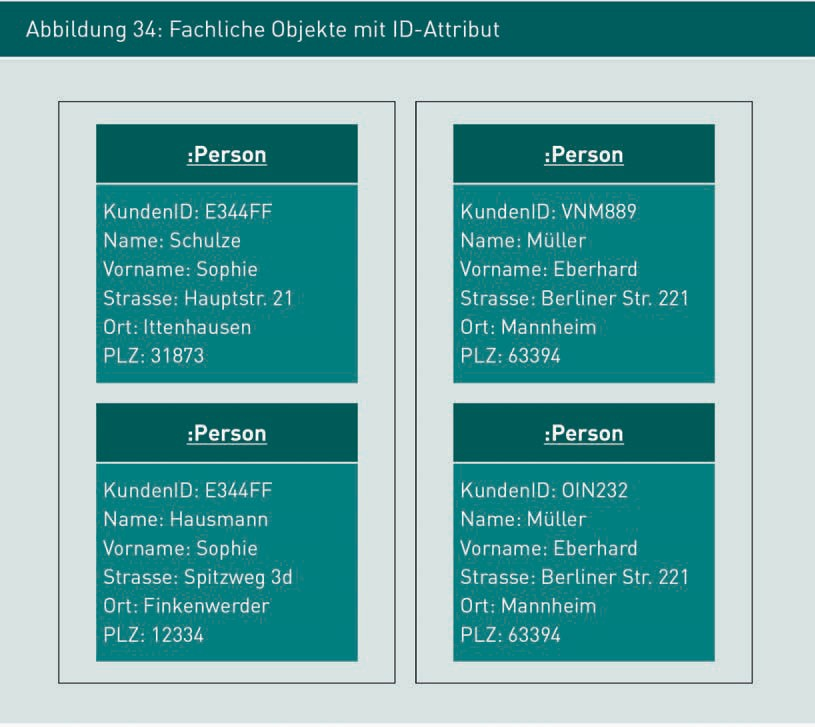 Abbildung 34: Fachliche Objekte mit ID-Attribut
:Person
KundenID: E344FF
Name: Schulze
Vorname: Sophie
Strasse: Hauptstr. 21
Ort: Ittenhausen
PLZ: 31873
:Person
KundenID: E344FF
Name: Hausmann
Vorname: Sophie
Strasse: Spitzweg 3d
Ort: Finkenwerder
PLZ: 12334
:Person
KundenID: VNM889
Name: Müller
Vorname: Eberhard
Strasse: Berliner Str. 221
Ort: Mannheim
PLZ: 63394
:Person
KundenID: OIN232
Name: Müller
Vorname: Eberhard
Strasse: Berliner Str. 221
Ort: Mannheim
PLZ: 63394